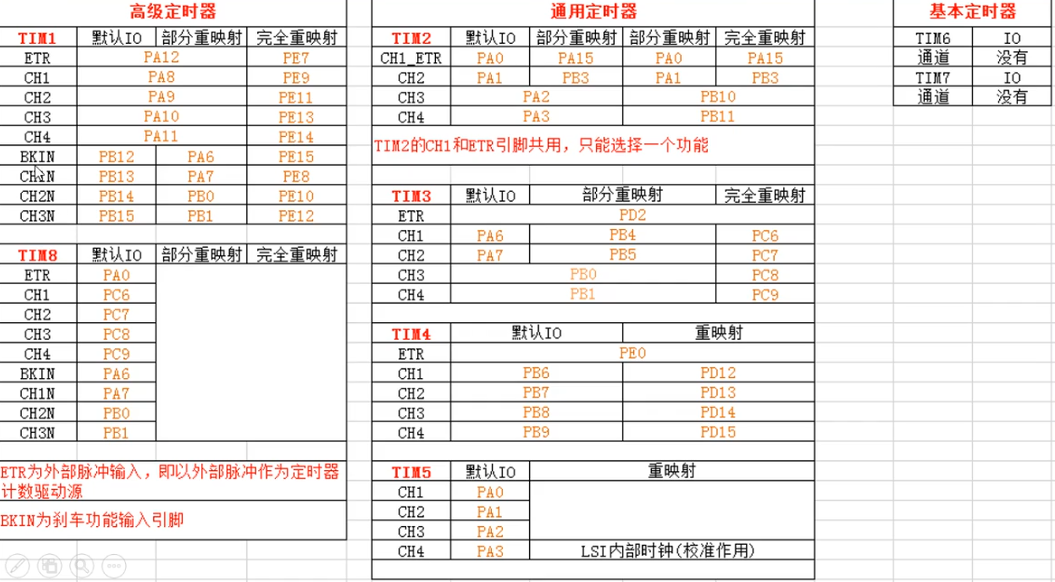 高级定时器
TIM1 默认IO 部分重映射 完全重映射
ETR PA12 PE7
CH1 PA8 PE9
CH2 PA9 PE11
CH3 PA10 PE13
CH4 PA11 PE14
BKIN PB12 PA6 PE15
CH1N PB13 PA7 PE8
CH2N PB14 PB0 PE10
CH3N PB15 PB1 PE12
TIM8 默认IO 部分重映射 完全重映射
ETR PA0
CH1 PC6
CH2 PC7
CH3 PC8
CH4 PC9
BKIN PA6
CH1N PA7
CH2N PB0
CH3N PB1
ETR为外部脉冲输入，即以外部脉冲作为定时器
计数驱动源
BKIN为刹车功能输入引脚
通用定时器
TIM2 默认IO 部分重映射 部分重映射 完全重映射
CH1_ETR PA0 PA15 PA0 PA15
CH2 PA1 PB3 PA1 PB3
CH3 PA2 PB10
CH4 PA3 PB11
TIM2的CH1和ETR引脚共用，只能选择一个功能
TIM3 默认IO 部分重映射 完全重映射
ETR PD2
CH1 PA6 PB4 PC6
CH2 PA7 PB5 PC7
CH3 PB0 PC8
CH4 PB1 PC9
TIM4 默认IO 重映射
ETR PE0
CH1 PB6 PD12
CH2 PB7 PD13
CH3 PB8 PD14
CH4 PB9 PD15
TIM5 默认IO 重映射
CH1 PA0
CH2 PA1
CH3 PA2
CH4 PA3 LSI内部时钟(校准作用)
基本定时器
TIM6 IO
通道 没有
TIM7 IO
通道 没有